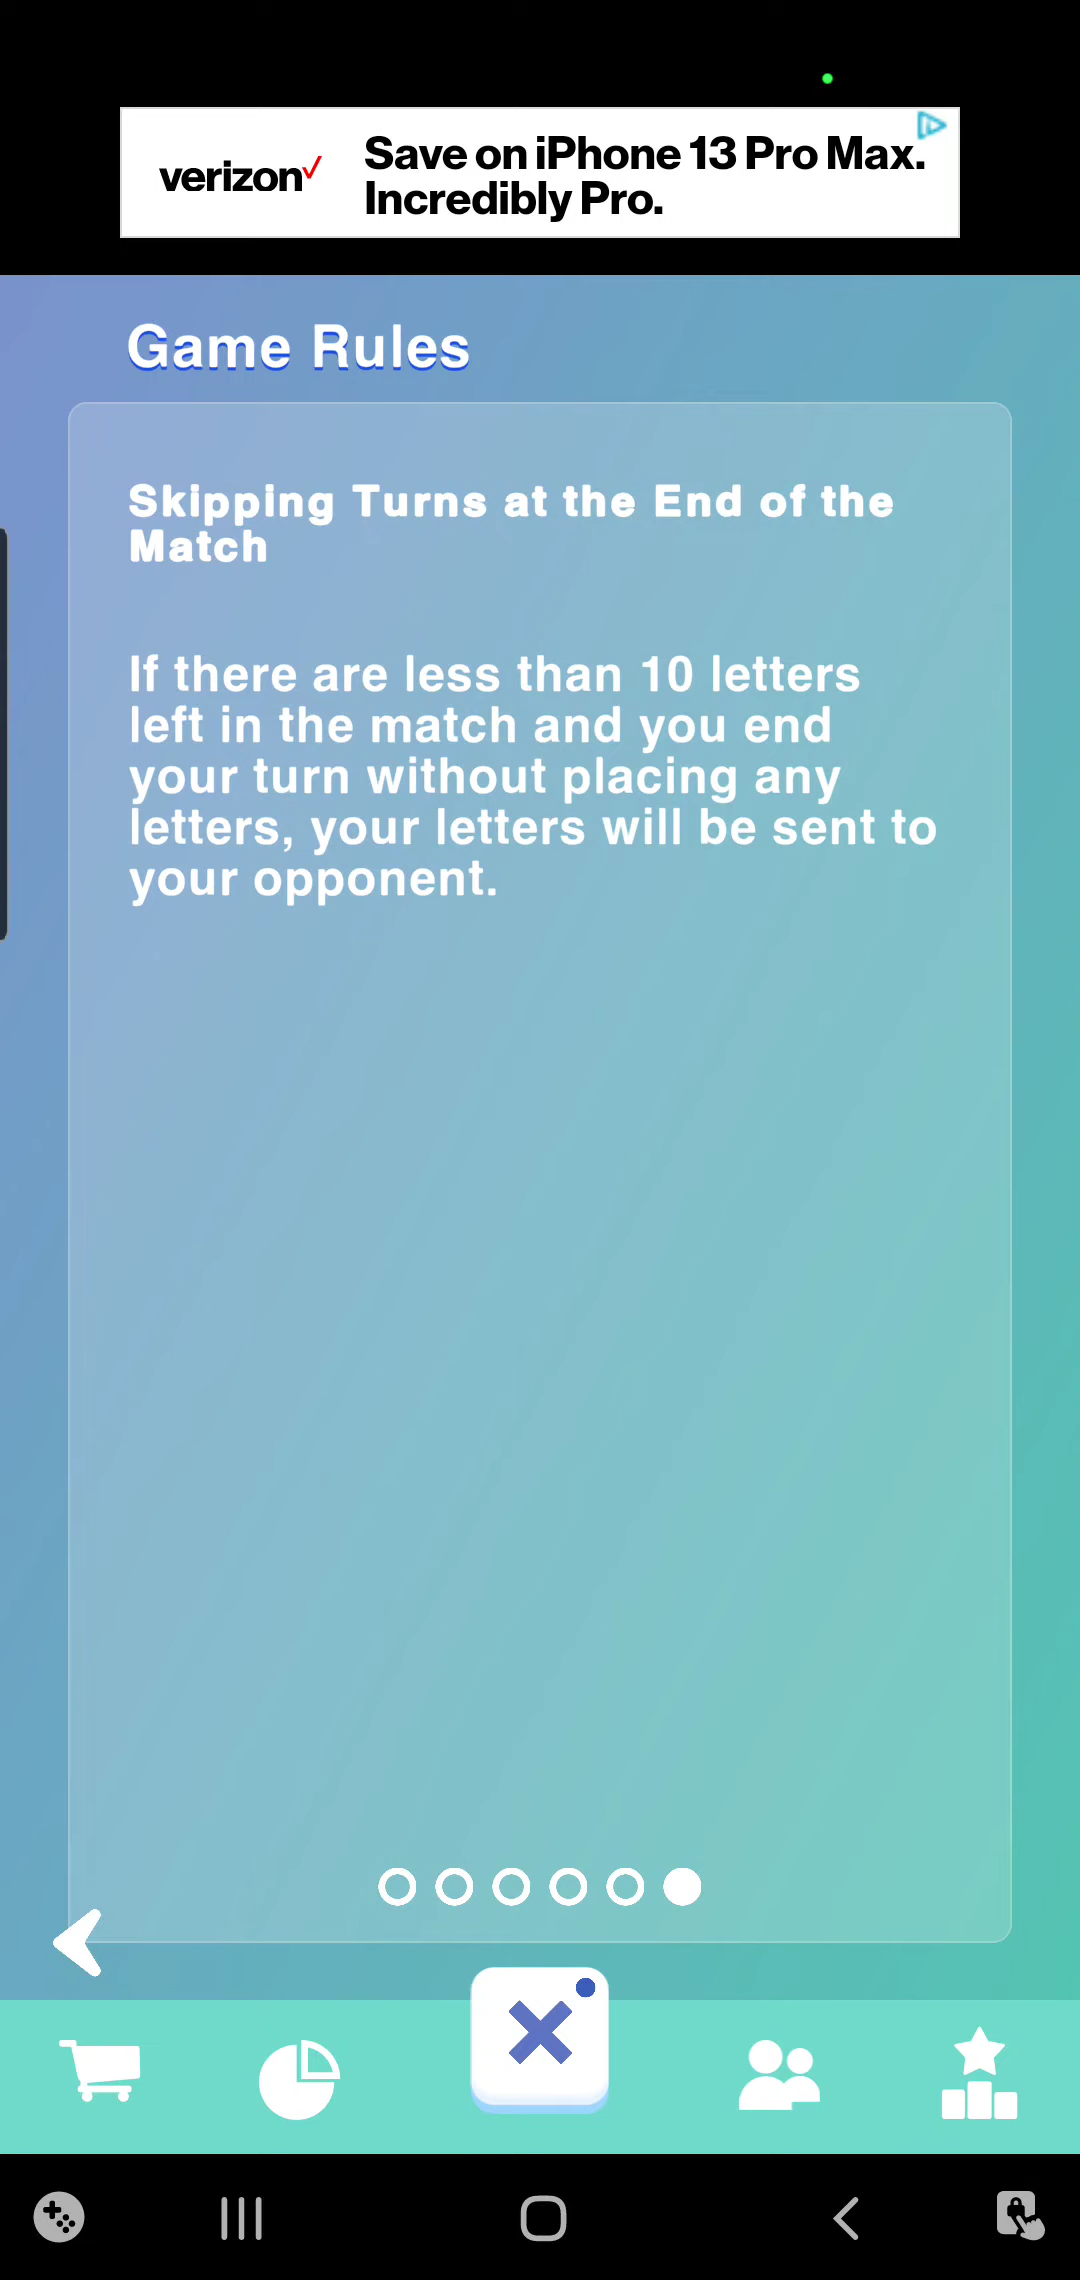 verizon
Save on iPhone 13 Pro Max.
Incredibly Pro.
Game Rules
Skipping Turns at the End of the
Match
If there are less than 10 letters
left in the match and you end
your turn without placing any
letters, your letters will be sent to
your opponent.